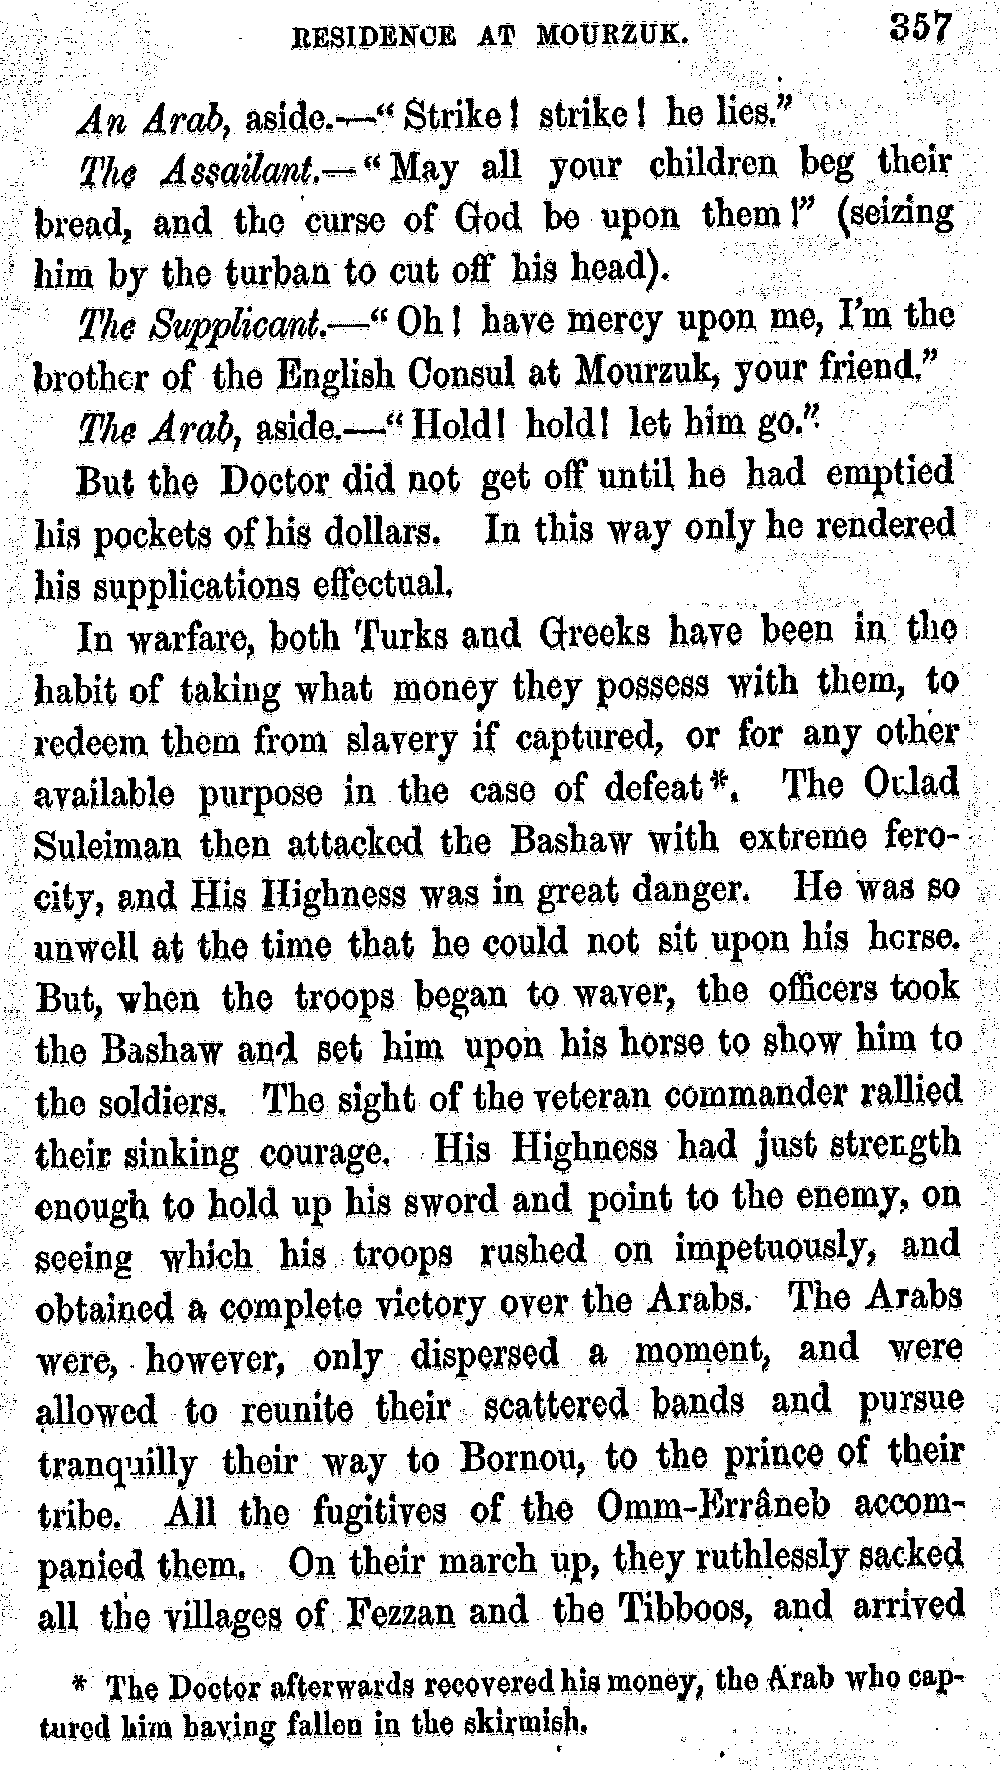 RESIDENCE AT MOURZUK. 357
An Arab, aside.—“Strike! strike! he lies.”
The Assailant.—“May all your children beg their
bread, and the curse of God be upon them!” (seizing
him by the turban to cut off his head).
The Supplicant.—“Oh! have mercy upon me, I’m the
brother of the English Consul at Mourzuk, your friend.”
The Arab, aside.—“Hold! hold! let him go.”
But the Doctor did not get off until he had emptied
his pockets of his dollars. In this way only he rendered
his supplications effectual.
In warfare, both Turks and Greeks have been in the
habit of taking what money they possess with them, to
redeem them from slavery if captured, or for any other
available purpose in the case of defeat*. The Oulad
Suleiman then attacked the Bashaw with extreme fero-
city, and His Highness was in great danger. He was so
unwell at the time that he could not sit upon his horse.
But, when the troops began to waver, the officers took
the Bashaw and set him upon his horse to show him to
the soldiers. The sight of the veteran commander rallied
their sinking courage. His Highness had just strength
enough to hold up his sword and point to the enemy, on
seeing which his troops rushed on impetuously, and
obtained a complete victory over the Arabs. The Arabs
were, however, only dispersed a moment, and were
allowed to reunite their scattered bands and pursue
tranquilly their way to Bornou, to the prince of their
tribe. All the fugitives of the Omm-Errâneb accom-
panied them. On their march up, they ruthlessly sacked
all the villages of Fezzan and the Tibboos, and arrived
* The Doctor afterwards recovered his money, the Arab who cap-
tured him having fallen in the skirmish.